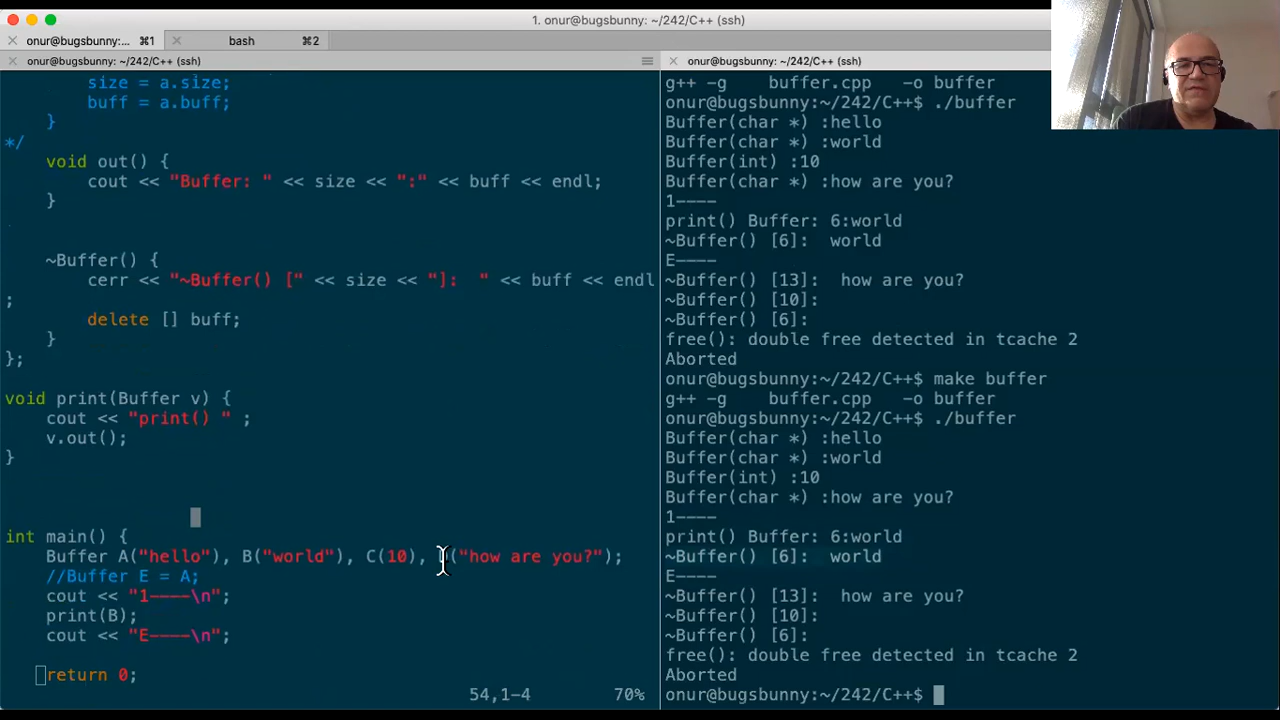 1. onur@bugsbunny: ~/242/C++ (ssh)
onur@bugsbunny:... ⌘1 bash ⌘2
onur@bugsbunny: ~/242/C++ (ssh)
size = a.size;
buff = a.buff;
}
*/
void out() {
cout << "Buffer: " << size << ":" << buff << endl;
}
~Buffer() {
cerr << "~Buffer() [" << size << "]:  " << buff << endl
;
delete [] buff;
}
};
void print(Buffer v) {
cout << "print() " ;
v.out();
}
int main() {
Buffer A("hello"), B("world"), C(10), D("how are you?");
//Buffer E = A;
cout << "1----\n";
print(B);
cout << "E----\n";
return 0;
54,1-4 70%
onur@bugsbunny: ~/242/C++ (ssh)
g++ -g    buffer.cpp   -o buffer
onur@bugsbunny:~/242/C++$ ./buffer
Buffer(char *) :hello
Buffer(char *) :world
Buffer(int) :10
Buffer(char *) :how are you?
1----
print() Buffer: 6:world
~Buffer() [6]:  world
E----
~Buffer() [13]:  how are you?
~Buffer() [10]:
~Buffer() [6]:
free(): double free detected in tcache 2
Aborted
onur@bugsbunny:~/242/C++$ make buffer
g++ -g    buffer.cpp   -o buffer
onur@bugsbunny:~/242/C++$ ./buffer
Buffer(char *) :hello
Buffer(char *) :world
Buffer(int) :10
Buffer(char *) :how are you?
1----
print() Buffer: 6:world
~Buffer() [6]:  world
E----
~Buffer() [13]:  how are you?
~Buffer() [10]:
~Buffer() [6]:
free(): double free detected in tcache 2
Aborted
onur@bugsbunny:~/242/C++$